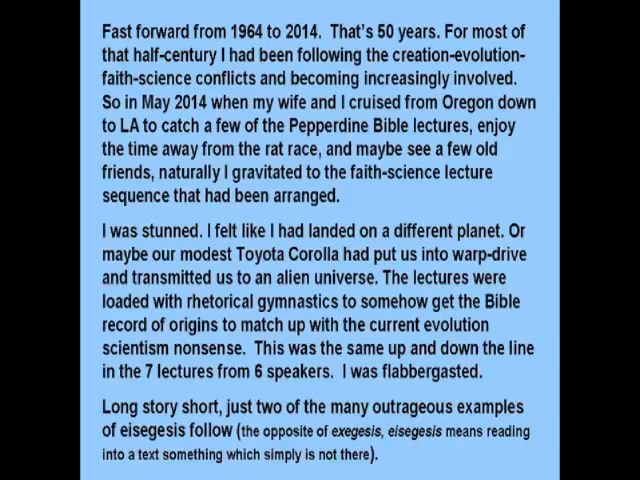 Fast forward from 1964 to 2014.  That's 50 years. For most of
that half-century I had been following the creation-evolution-
faith-science conflicts and becoming increasingly involved.
So in May 2014 when my wife and I cruised from Oregon down
to LA to catch a few of the Pepperdine Bible lectures, enjoy
the time away from the rat race, and maybe see a few old
friends, naturally I gravitated to the faith-science lecture
sequence that had been arranged.
I was stunned. I felt like I had landed on a different planet. Or
maybe our modest Toyota Corolla had put us into warp-drive
and transmitted us to an alien universe. The lectures were
loaded with rhetorical gymnastics to somehow get the Bible
record of origins to match up with the current evolution
scientism nonsense.  This was the same up and down the line
in the 7 lectures from 6 speakers.  I was flabbergasted.
Long story short, just two of the many outrageous examples
of eisegesis follow (the opposite of exegesis, eisegesis means reading
into a text something which simply is not there).